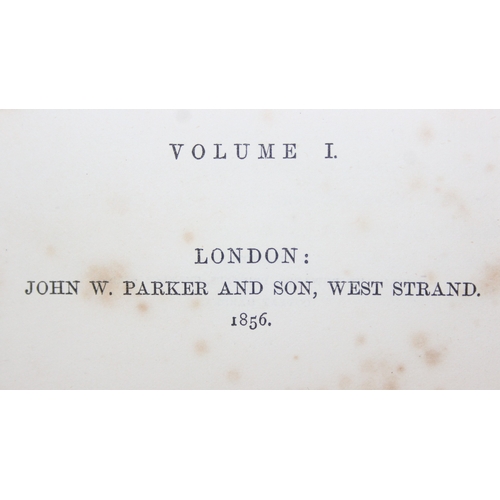 VOLUME I.
LONDON:
JOHN W. PARKER AND SON, WEST STRAND.
1856.